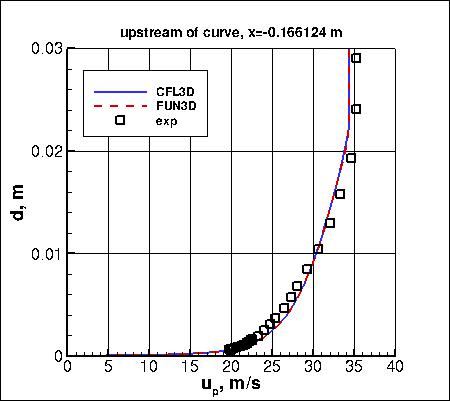 upstream of curve, x=-0.166124 m
0.03
CFL3D
FUN3D
exp
0.02
d, m
0.01
0
0 5 10 15 20 25 30 35 40
u_p, m/s